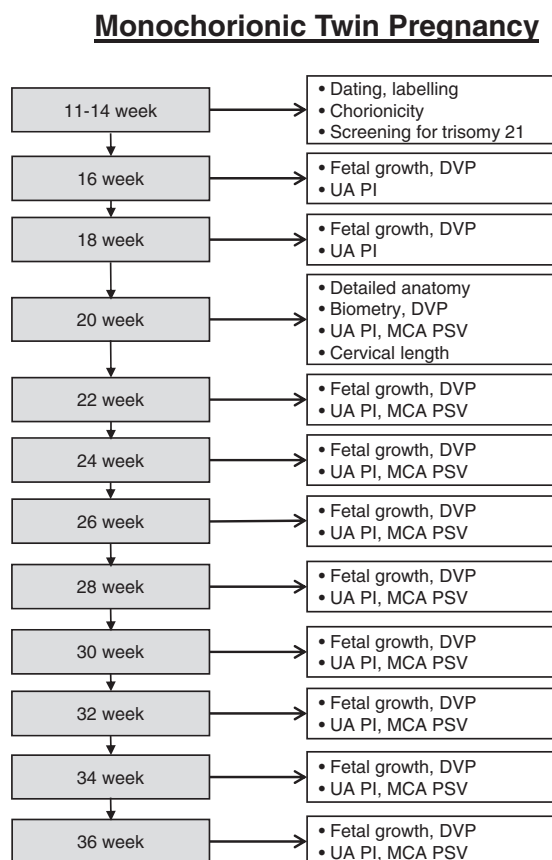 Monochorionic Twin Pregnancy
11-14 week
• Dating, labelling
• Chorionicity
• Screening for trisomy 21
16 week
• Fetal growth, DVP
• UA PI
18 week
• Fetal growth, DVP
• UA PI
20 week
• Detailed anatomy
• Biometry, DVP
• UA PI, MCA PSV
• Cervical length
22 week
• Fetal growth, DVP
• UA PI, MCA PSV
24 week
• Fetal growth, DVP
• UA PI, MCA PSV
26 week
• Fetal growth, DVP
• UA PI, MCA PSV
28 week
• Fetal growth, DVP
• UA PI, MCA PSV
30 week
• Fetal growth, DVP
• UA PI, MCA PSV
32 week
• Fetal growth, DVP
• UA PI, MCA PSV
34 week
• Fetal growth, DVP
• UA PI, MCA PSV
36 week
• Fetal growth, DVP
• UA PI, MCA PSV